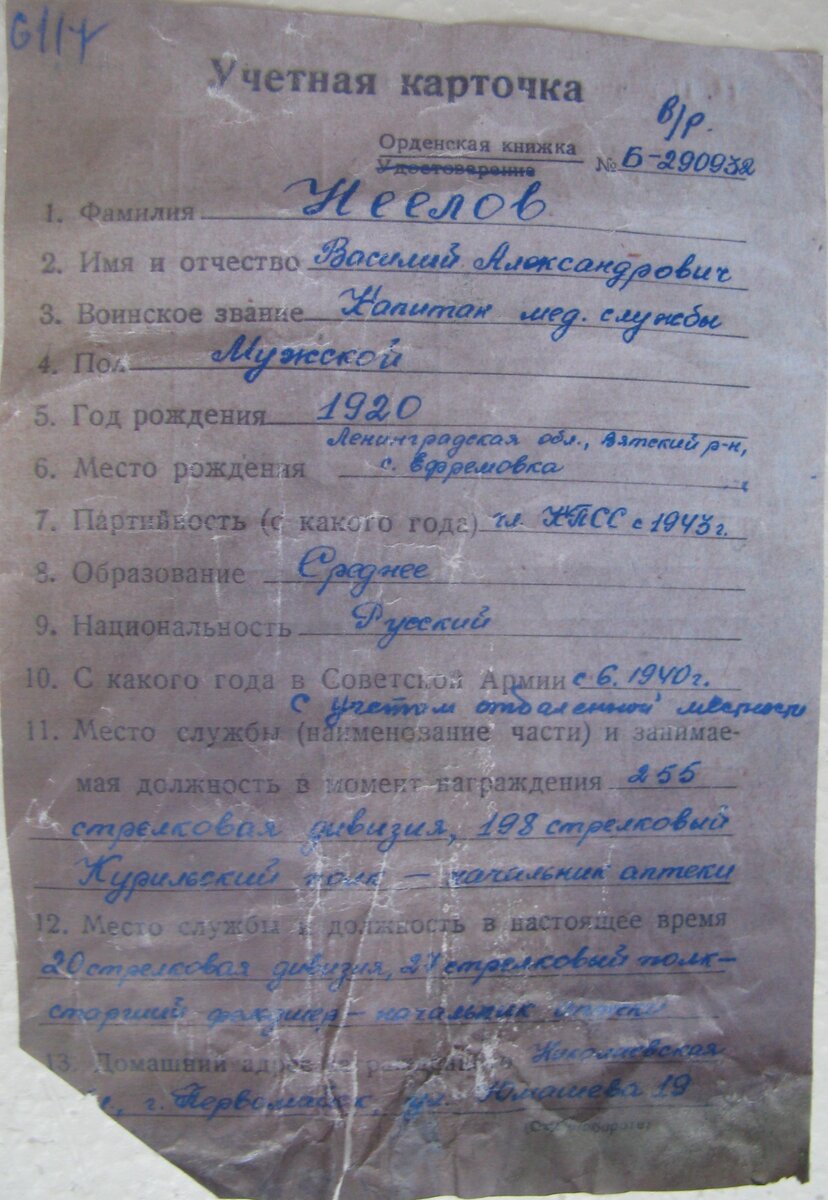 6117
Учетная карточка
в/р.
Орденская книжка
Удостоверение № Б-290932
1. Фамилия Неелов
2. Имя и отчество Василий Александрович
3. Воинское звание Капитан мед. службы
4. Пол Мужской
5. Год рождения 1920
Ленинградская обл., Вятский р-н,
6. Место рождения с. Ефремовка
7. Партийность (с какого года) чл. КПСС с 1943г.
8. Образование Среднее
9. Национальность Русский
10. С какого года в Советской Армии с 6.1940г.
с учетом отдаленной местности
11. Место службы (наименование части) и занимае-
мая должность в момент награждения 255
стрелковая дивизия, 198 стрелковый
Курильский полк — начальник аптеки
12. Место службы и должность в настоящее время
20 стрелковая дивизия, 27 стрелковый полк-
старший фельдшер — начальник аптеки
13. Домашний адрес Николаевская
г. Первомайск, ул. Юмашева 19